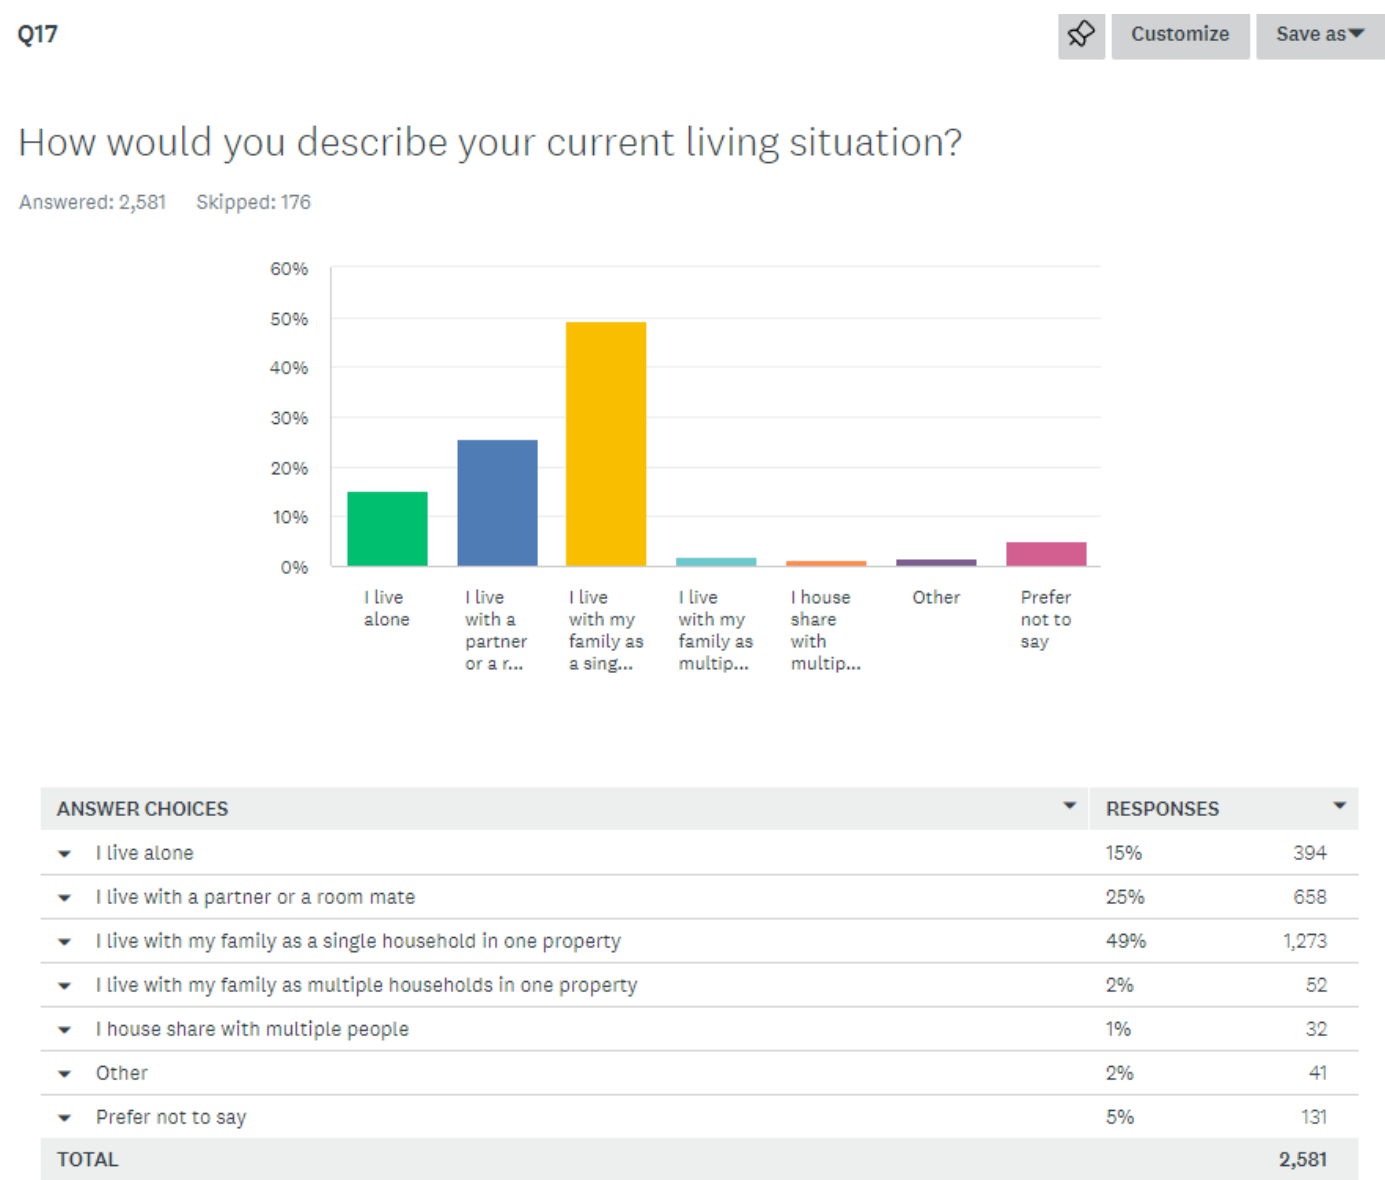 Q17
Customize
Save as
How would you describe your current living situation?
Answered: 2,581 Skipped: 176
60%
50%
40%
30%
20%
10%
0%
I live
alone
I live
with a
partner
or a r...
I live
with my
family as
a sing...
I live
with my
family as
multip...
I house
share
with
multip...
Other
Prefer
not to
say
ANSWER CHOICES RESPONSES
I live alone 15% 394
I live with a partner or a room mate 25% 658
I live with my family as a single household in one property 49% 1,273
I live with my family as multiple households in one property 2% 52
I house share with multiple people 1% 32
Other 2% 41
Prefer not to say 5% 131
TOTAL 2,581